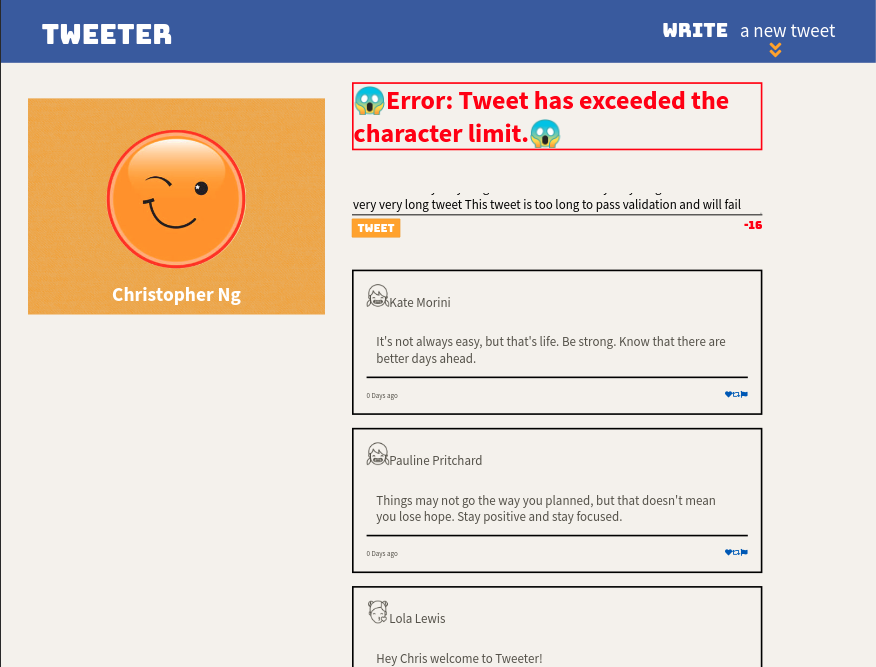 TWEETER
WRITE a new tweet
😱Error: Tweet has exceeded the
character limit.😱
very very long tweet This tweet is too long to pass validation and will fail
TWEET
-16
Christopher Ng
Kate Morini
It's not always easy, but that's life. Be strong. Know that there are
better days ahead.
0 Days ago
Pauline Pritchard
Things may not go the way you planned, but that doesn't mean
you lose hope. Stay positive and stay focused.
0 Days ago
Lola Lewis
Hey Chris welcome to Tweeter!